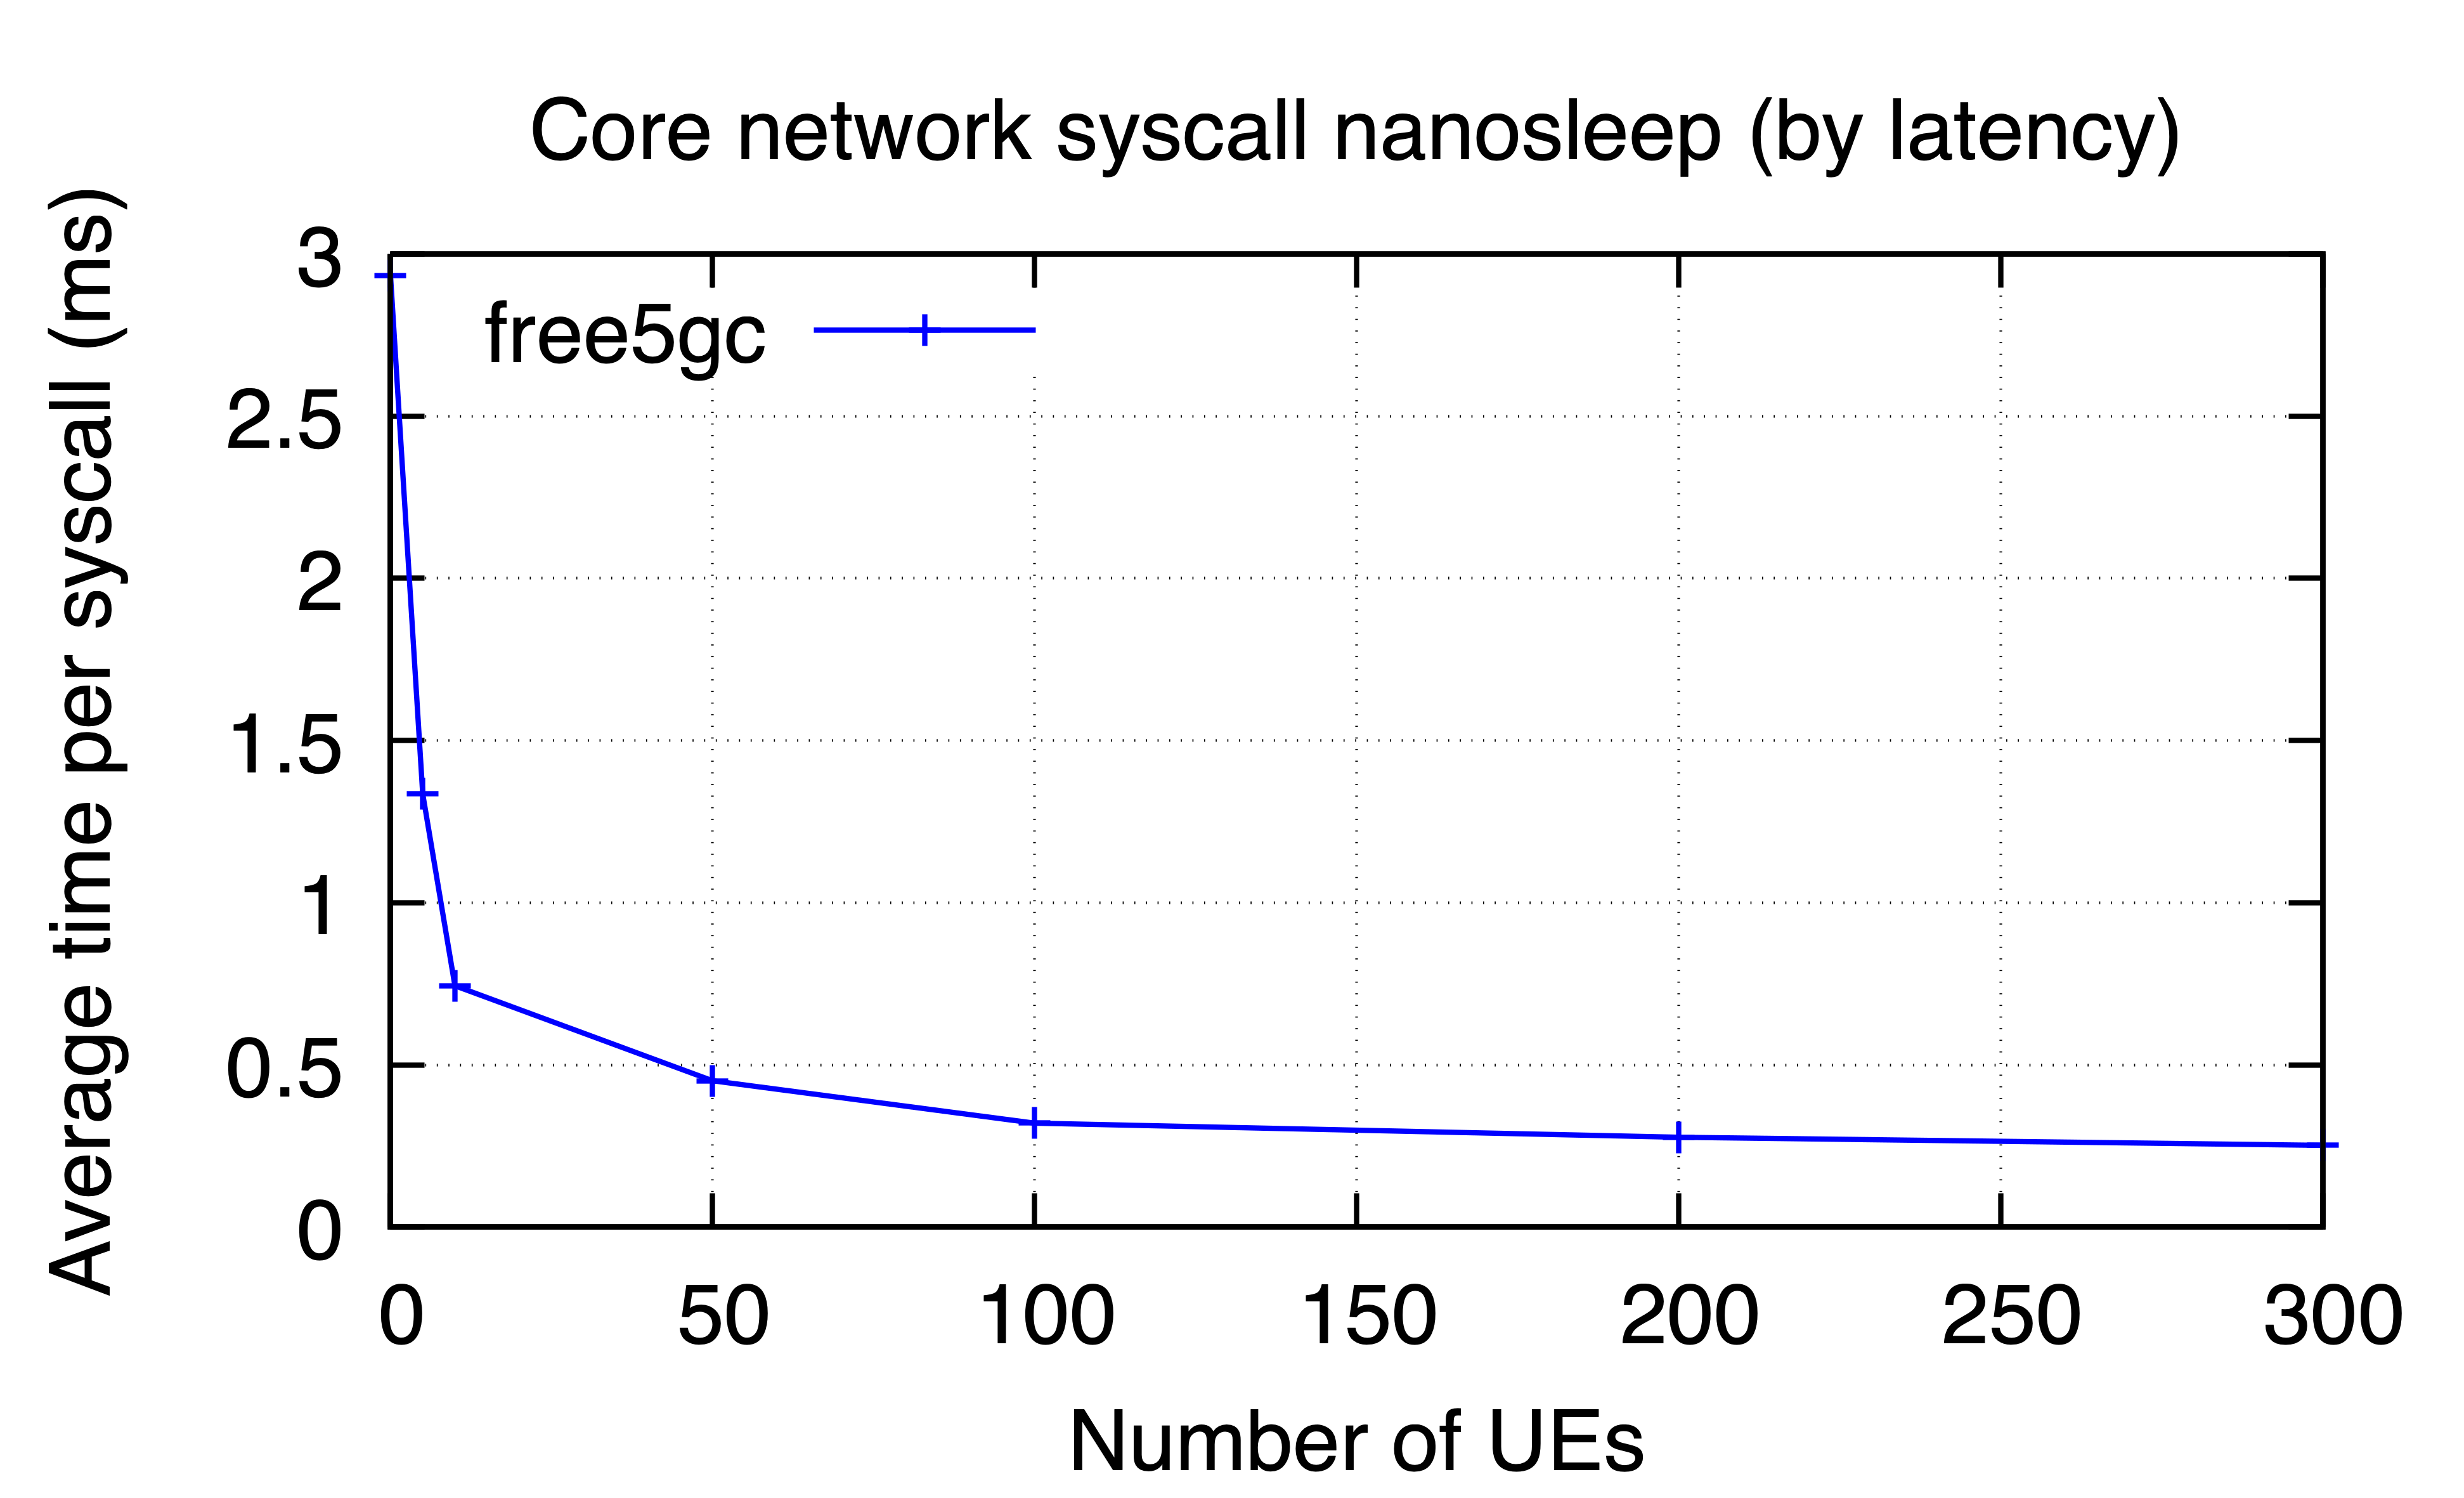 Core network syscall nanosleep (by latency)
Average time per syscall (ms)
3
2.5
2
1.5
1
0.5
0
free5gc
0 50 100 150 200 250 300
Number of UEs